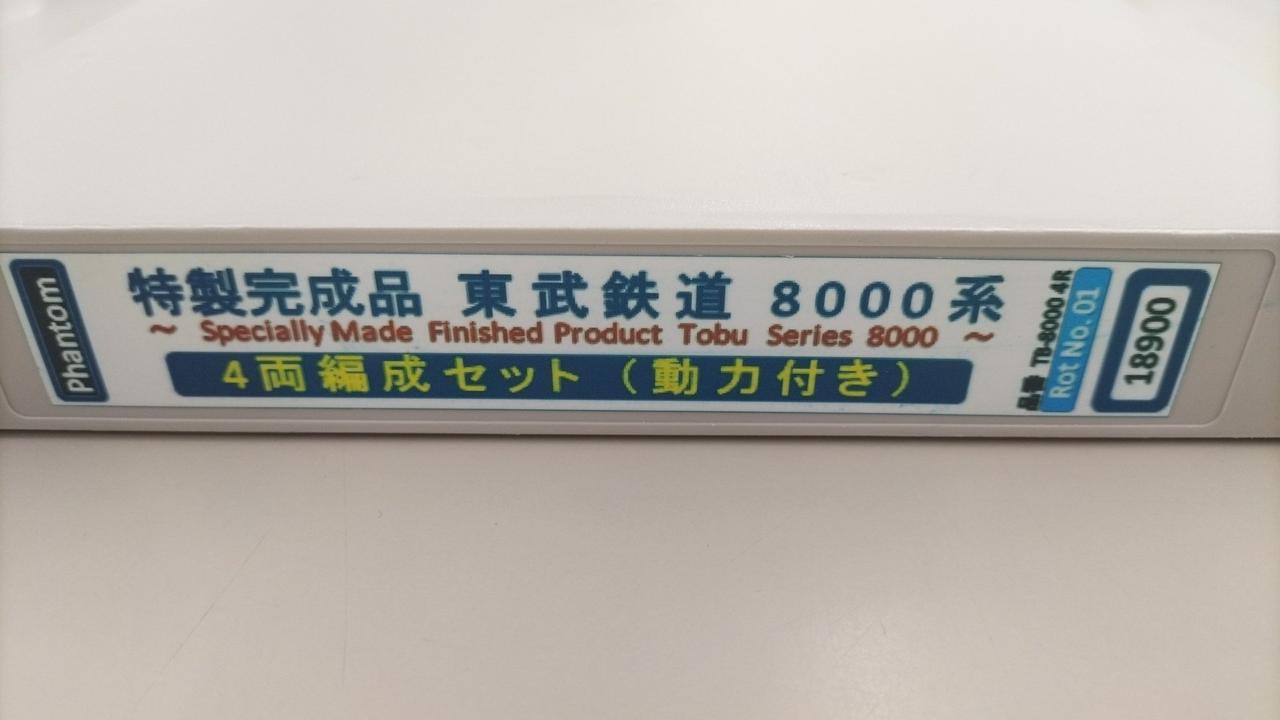 Phantom
特製完成品 東武鉄道 8000系
~ Specially Made Finished Product Tobu Series 8000 ~
4両編成セット(動力付き)
品番 TB-8000 4R
Rot No. 01
18900